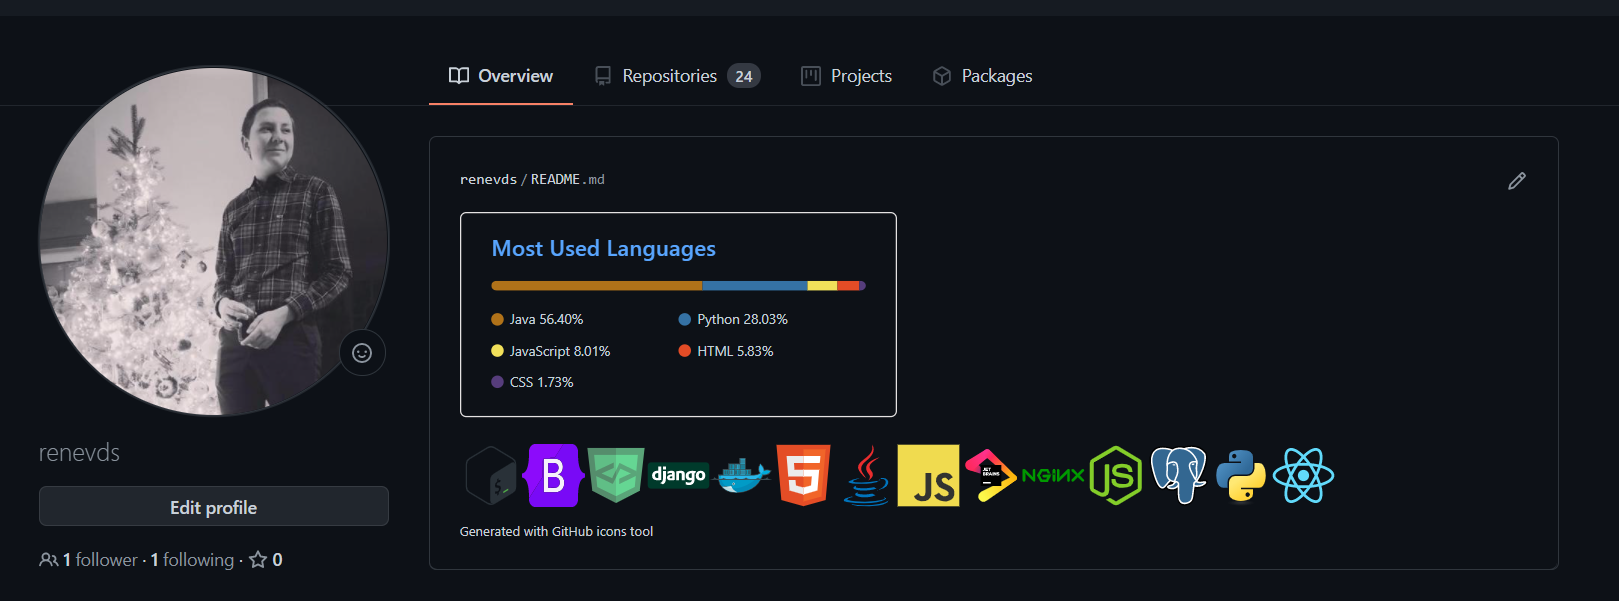 Overview
Repositories 24
Projects
Packages
renevds / README.md
Most Used Languages
Java 56.40%
Python 28.03%
JavaScript 8.01%
HTML 5.83%
CSS 1.73%
$_
B
django
5
JS
JET BRAINS
NGINX
JS
Generated with GitHub icons tool
renevds
Edit profile
1 follower · 1 following · 0